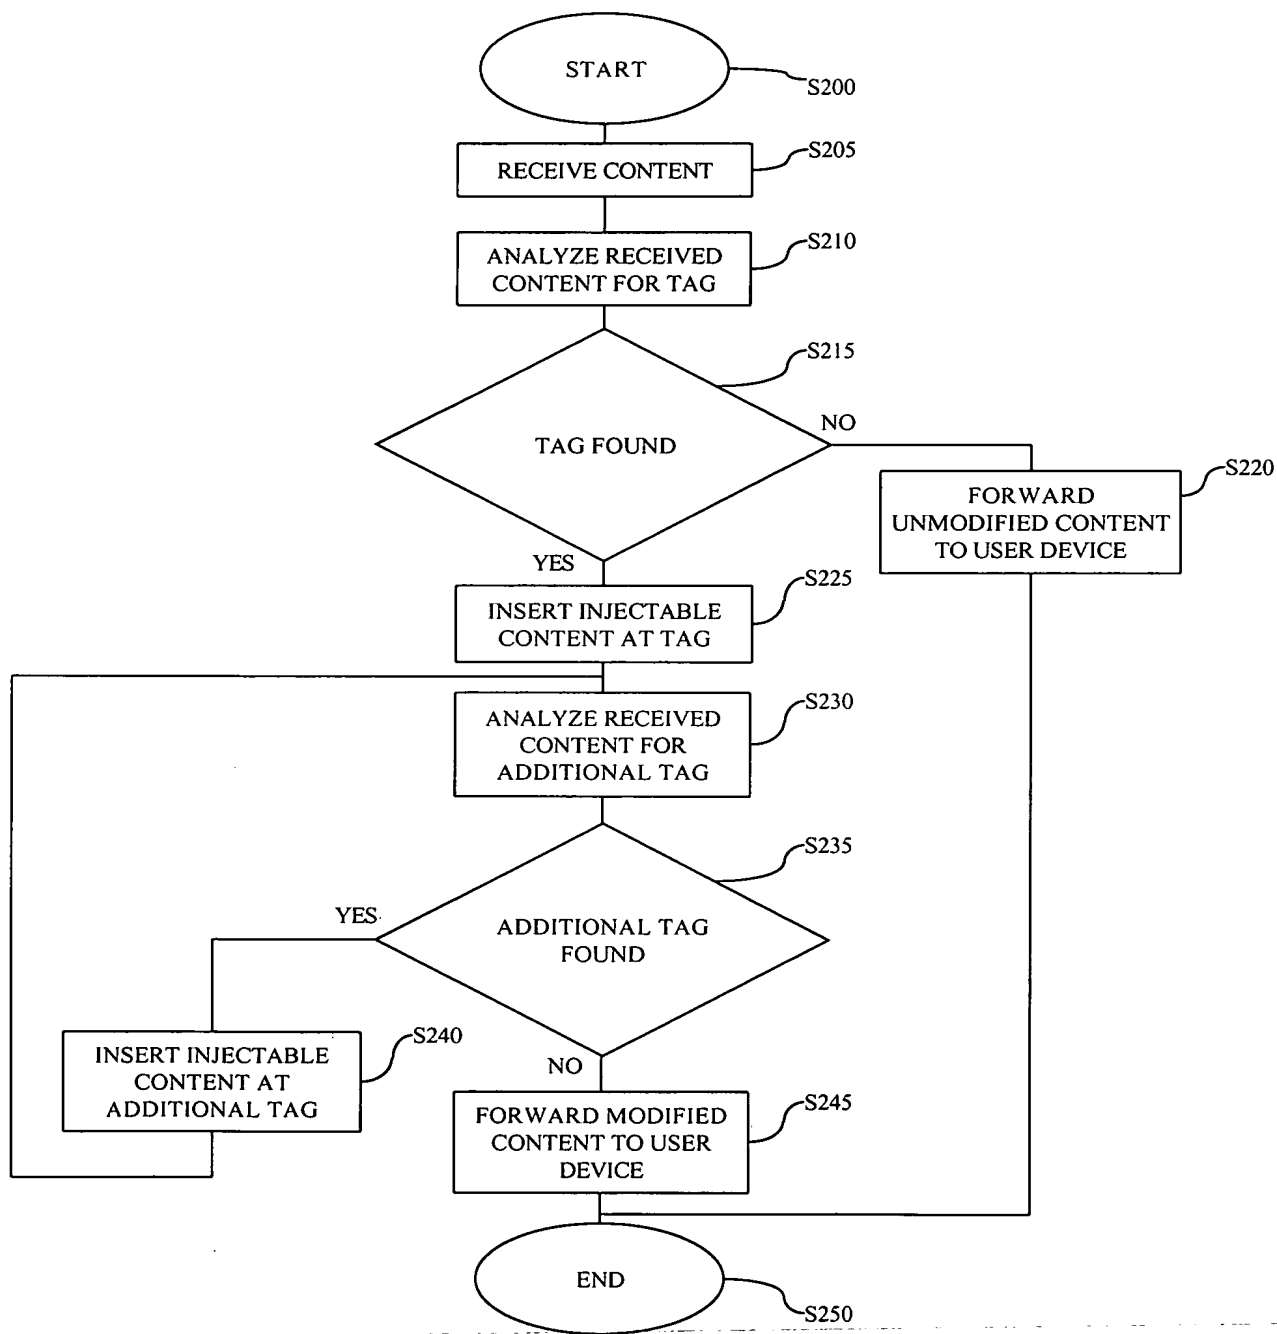 START
S200
RECEIVE CONTENT
S205
ANALYZE RECEIVED
CONTENT FOR TAG
S210
S215
TAG FOUND
NO
FORWARD
UNMODIFIED CONTENT
TO USER DEVICE
S220
YES
INSERT INJECTABLE
CONTENT AT TAG
S225
ANALYZE RECEIVED
CONTENT FOR
ADDITIONAL TAG
S230
S235
ADDITIONAL TAG
FOUND
YES
INSERT INJECTABLE
CONTENT AT
ADDITIONAL TAG
S240
NO
FORWARD MODIFIED
CONTENT TO USER
DEVICE
S245
END
S250